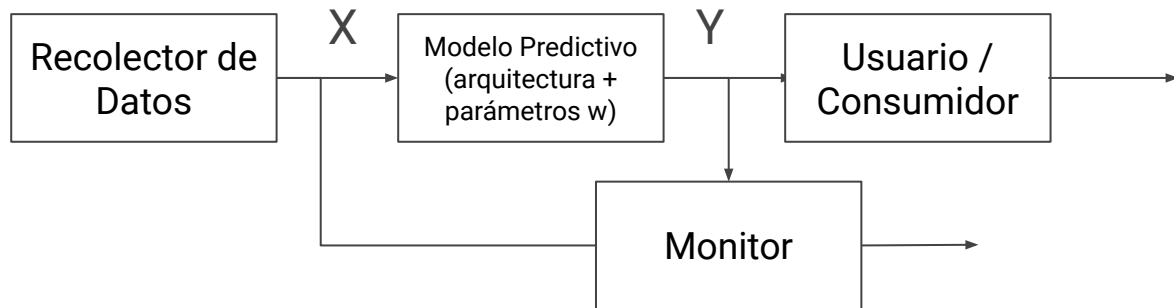 X
Y
Recolector de
Datos
Modelo Predictivo
(arquitectura +
parámetros w)
Usuario /
Consumidor
Monitor